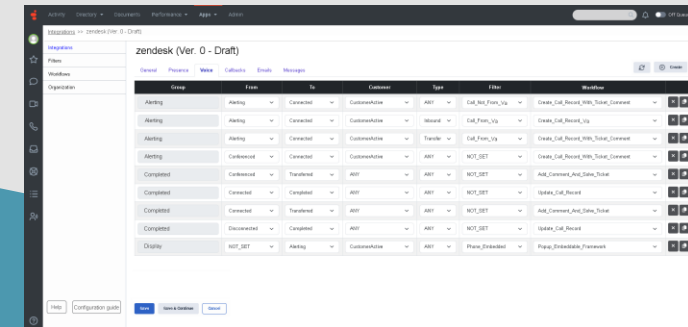 Activity Directory Documents Performance Apps Admin Off Queue
Integrations >> zendesk (Ver. 0 - Draft)
Integrations
Filters
Workflows
Organization
zendesk (Ver. 0 - Draft)
General Presence Voice Callbacks Emails Messages
Group From To Customer Type Filter Workflow
Alerting Alerting Connected CustomerActive ANY Call_Not_From_Vg Create_Call_Record_With_Ticket_Comment
Alerting Alerting Connected CustomerActive Inbound Call_From_Vg Create_Call_Record_Vg
Alerting Alerting Connected CustomerActive Transfer Call_From_Vg Create_Call_Record_With_Ticket_Comment
Alerting Conferenced Connected CustomerActive ANY NOT_SET Create_Call_Record_With_Ticket_Comment
Completed Conferenced Transferred ANY ANY NOT_SET Add_Comment_And_Solve_Ticket
Completed Connected Completed ANY ANY NOT_SET Update_Call_Record
Completed Connected Transferred ANY ANY NOT_SET Add_Comment_And_Solve_Ticket
Completed Disconnected Completed ANY ANY NOT_SET Update_Call_Record
Display NOT_SET Alerting CustomerActive ANY Phone_Embedded Popup_Embeddable_Framework
Help Configuration guide Save Save & Continue Cancel